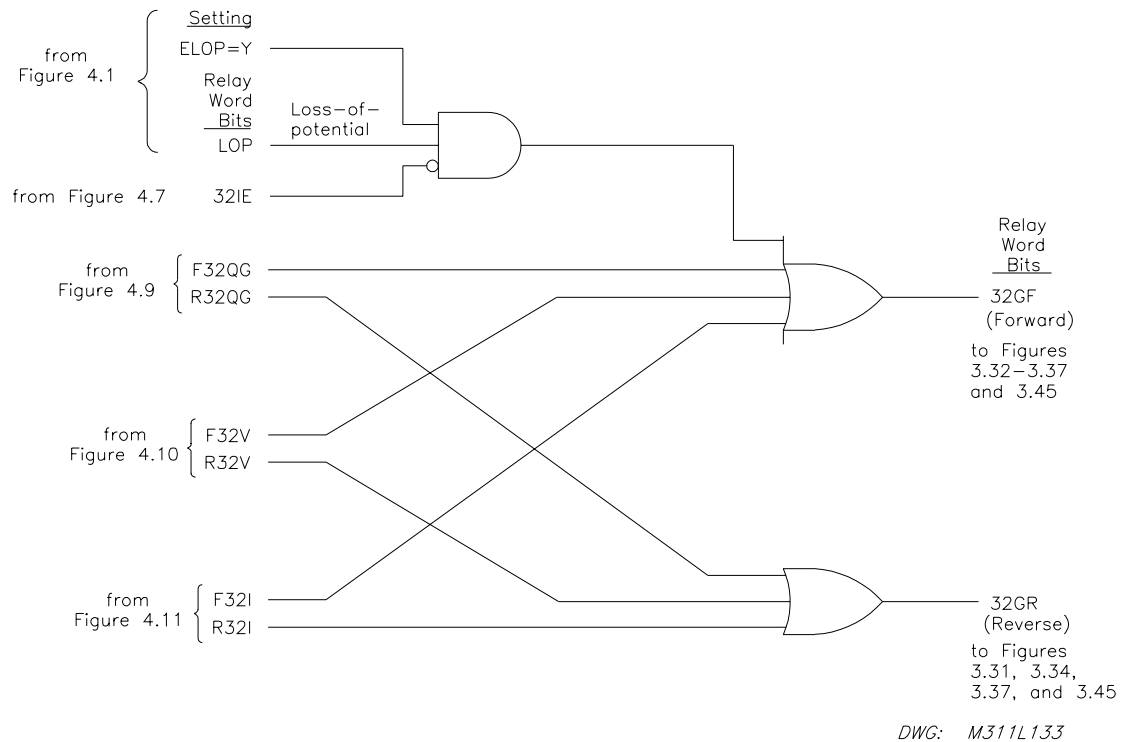 Setting
from
Figure 4.1
ELOP=Y
Relay
Word
Bits
LOP
Loss-of-
potential
from Figure 4.7
32IE
from
Figure 4.9
F32QG
R32QG
from
Figure 4.10
F32V
R32V
from
Figure 4.11
F32I
R32I
Relay
Word
Bits
32GF
(Forward)
to Figures
3.32-3.37
and 3.45
32GR
(Reverse)
to Figures
3.31, 3.34,
3.37, and 3.45
DWG: M311L133